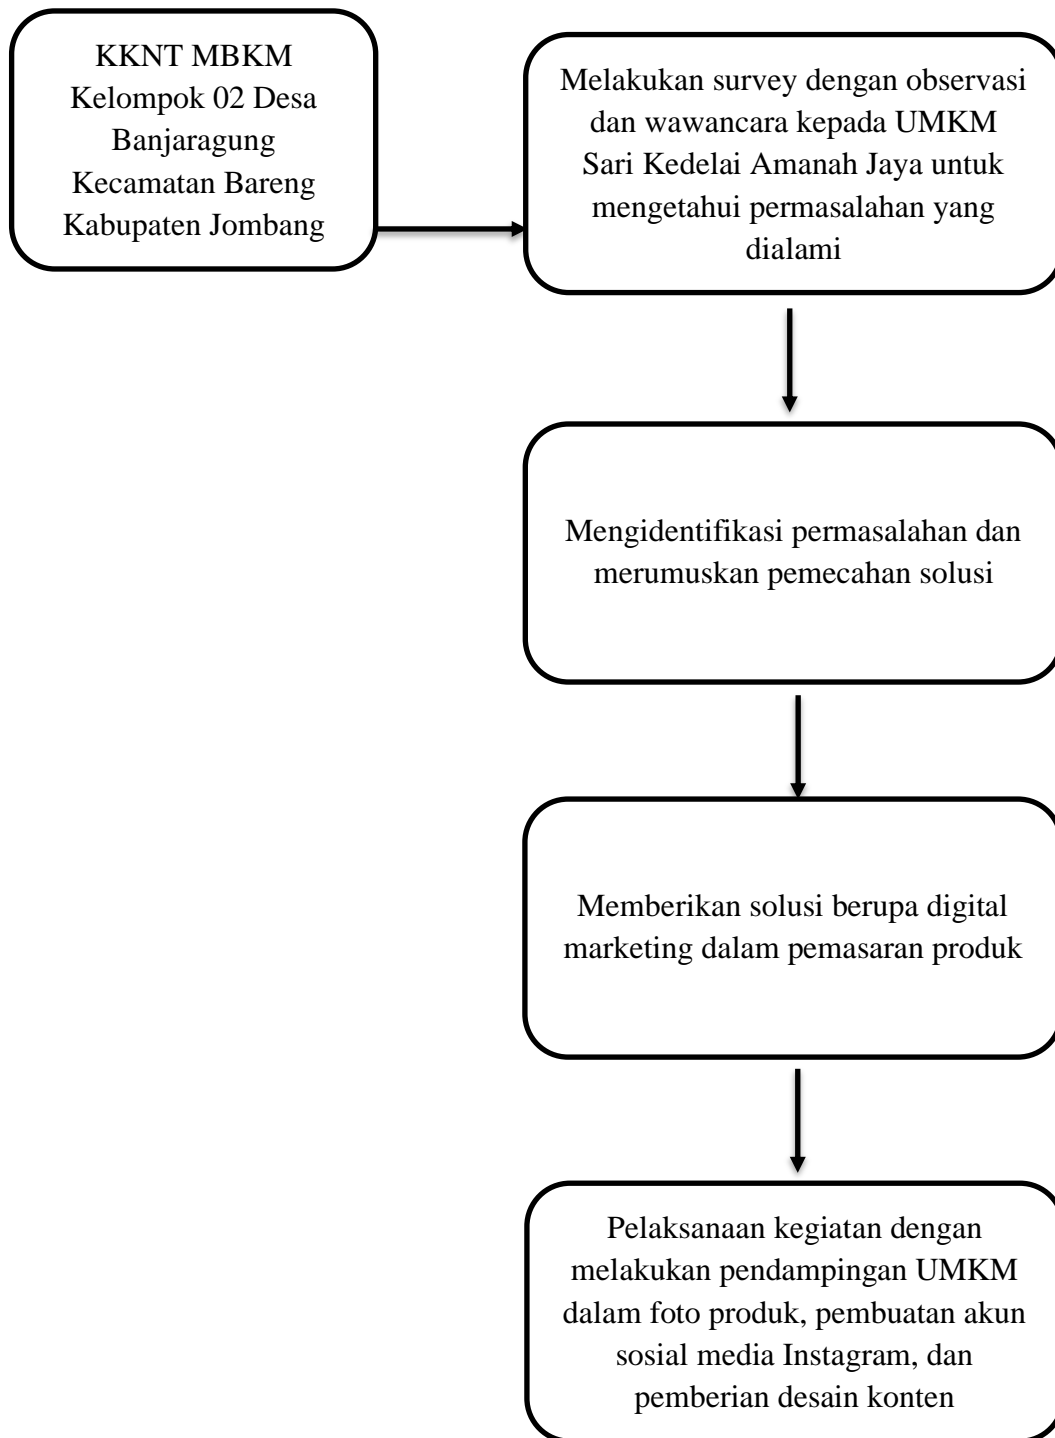 KKNT MBKM
Kelompok 02 Desa
Banjaragung
Kecamatan Bareng
Kabupaten Jombang
Melakukan survey dengan observasi
dan wawancara kepada UMKM
Sari Kedelai Amanah Jaya untuk
mengetahui permasalahan yang
dialami
Mengidentifikasi permasalahan dan
merumuskan pemecahan solusi
Memberikan solusi berupa digital
marketing dalam pemasaran produk
Pelaksanaan kegiatan dengan
melakukan pendampingan UMKM
dalam foto produk, pembuatan akun
sosial media Instagram, dan
pemberian desain konten